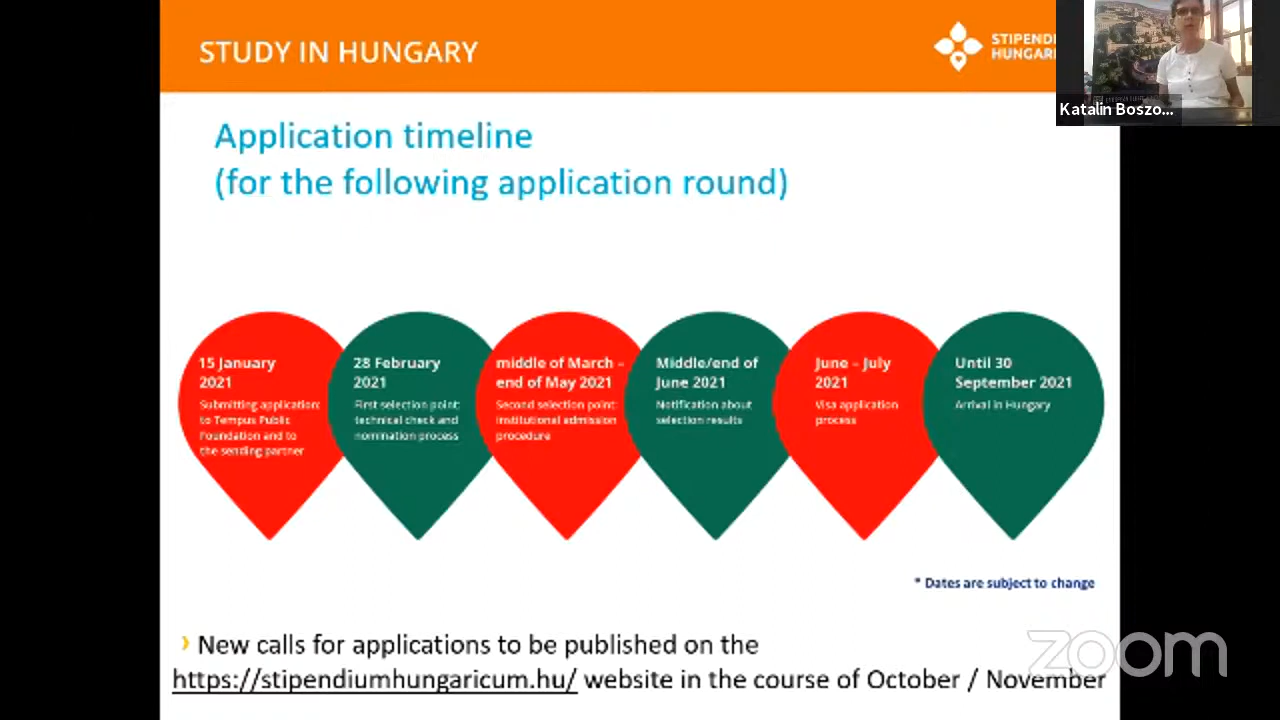 STUDY IN HUNGARY
STIPENDI
HUNGAR
Katalin Boszo...
Application timeline
(for the following application round)
15 January
2021
Submitting applications
to Tempus Public
Foundation and to
the sending partner
28 February
2021
First selection point:
technical check and
nomination process
middle of March –
end of May 2021
Second selection point:
institutional admission
procedure
Middle/end of
June 2021
Notification about
selection results
June – July
2021
Visa application
process
Until 30
September 2021
Arrival in Hungary
* Dates are subject to change
› New calls for applications to be published on the
https://stipendiumhungaricum.hu/ website in the course of October / November
zoom